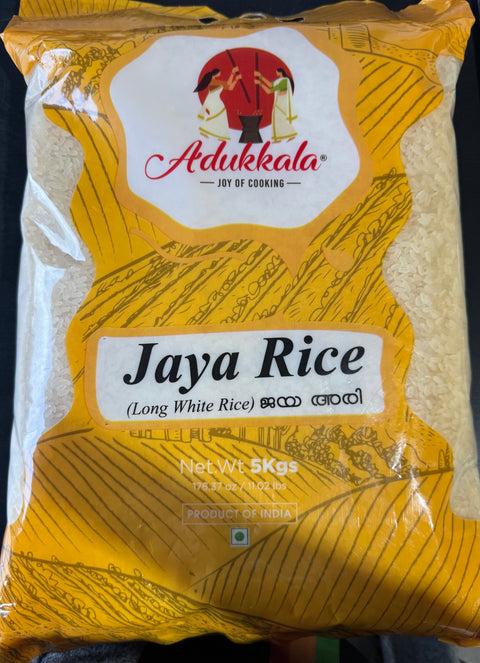 Adukkala®
JOY OF COOKING
Jaya Rice
(Long White Rice) ജയ അരി
Net.Wt 5Kgs
176.37 oz / 11.02 lbs
PRODUCT OF INDIA